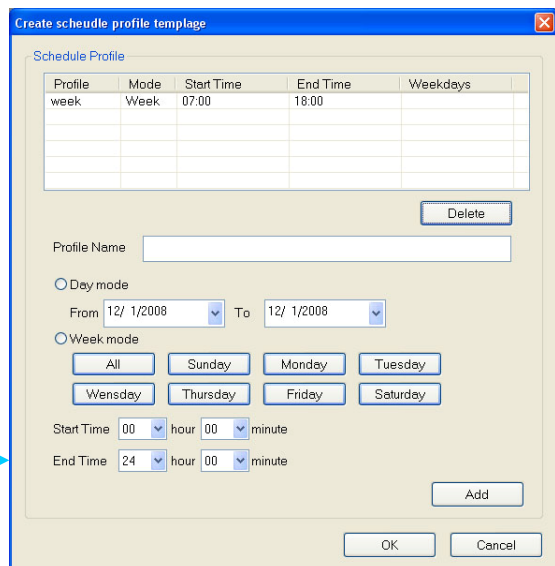 Create scheudle profile templage
Schedule Profile
Profile Mode Start Time End Time Weekdays
week Week 07:00 18:00
Delete
Profile Name
Day mode
From 12/ 1/2008 To 12/ 1/2008
Week mode
All Sunday Monday Tuesday
Wensday Thursday Friday Saturday
Start Time 00 hour 00 minute
End Time 24 hour 00 minute
Add
OK Cancel